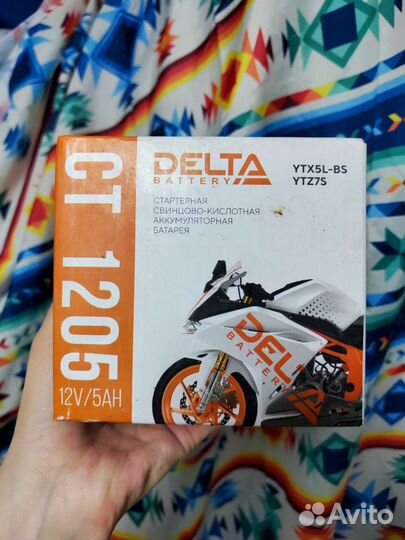 CT 1205
12V/5AH
DELTA
BATTERY
YTX5L-BS
YTZ7S
СТАРТЕРНАЯ
СВИНЦОВО-КИСЛОТНАЯ
АККУМУЛЯТОРНАЯ
БАТАРЕЯ
DELTA
BATTERY
Avito